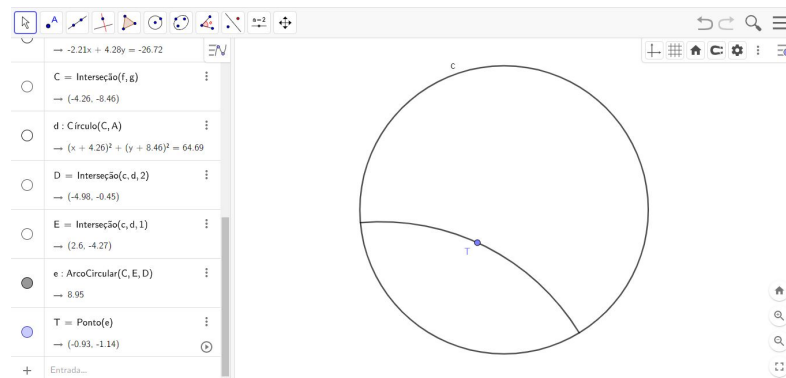 a=2
→ -2.21x + 4.28y = -26.72
C = Interseção(f, g)
→ (-4.26, -8.46)
d : Círculo(C, A)
→ (x + 4.26)² + (y + 8.46)² = 64.69
D = Interseção(c, d, 2)
→ (-4.98, -0.45)
E = Interseção(c, d, 1)
→ (2.6, -4.27)
e : ArcoCircular(C, E, D)
→ 8.95
T = Ponto(e)
→ (-0.93, -1.14)
+ Entrada...
A
c
T